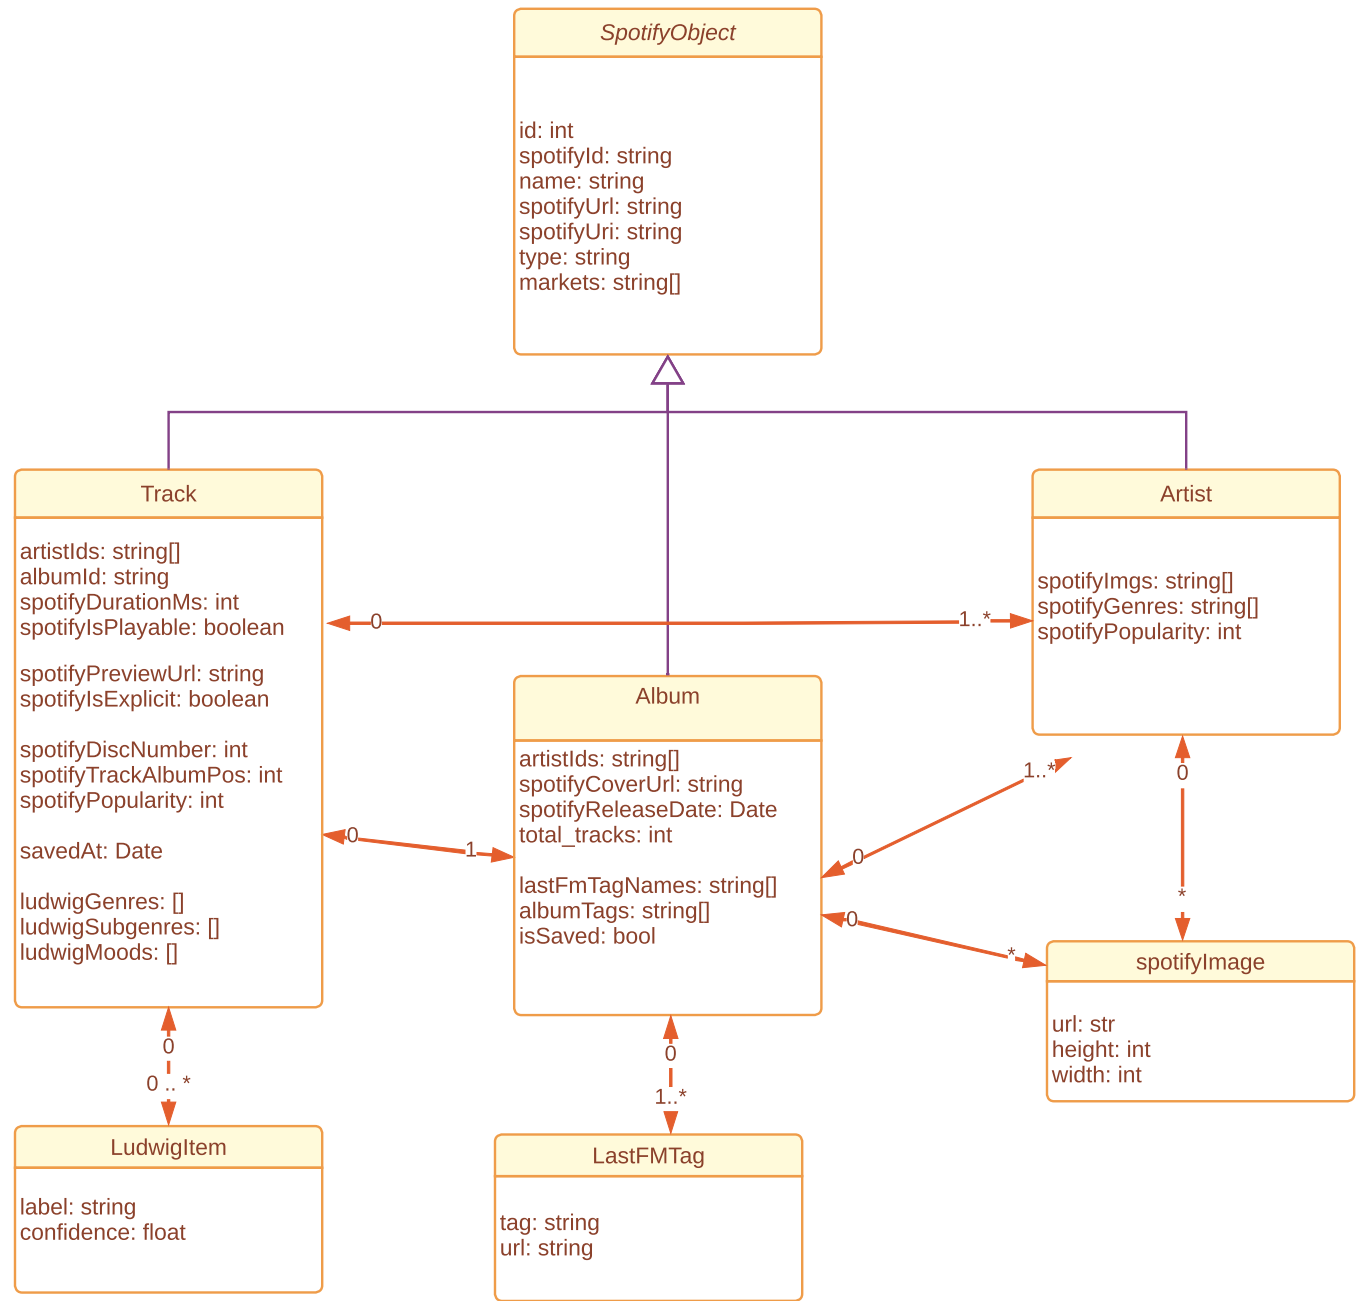 SpotifyObject
id: int
spotifyId: string
name: string
spotifyUrl: string
spotifyUri: string
type: string
markets: string[]
Track
artistIds: string[]
albumId: string
spotifyDurationMs: int
spotifyIsPlayable: boolean
spotifyPreviewUrl: string
spotifyIsExplicit: boolean
spotifyDiscNumber: int
spotifyTrackAlbumPos: int
spotifyPopularity: int
savedAt: Date
ludwigGenres: []
ludwigSubgenres: []
ludwigMoods: []
0
1..*
Artist
spotifyImgs: string[]
spotifyGenres: string[]
spotifyPopularity: int
Album
artistIds: string[]
spotifyCoverUrl: string
spotifyReleaseDate: Date
total_tracks: int
lastFmTagNames: string[]
albumTags: string[]
isSaved: bool
0
1
0
1..*
0
*
0
*
spotifyImage
url: str
height: int
width: int
0
0 .. *
LudwigItem
label: string
confidence: float
0
1..*
LastFMTag
tag: string
url: string